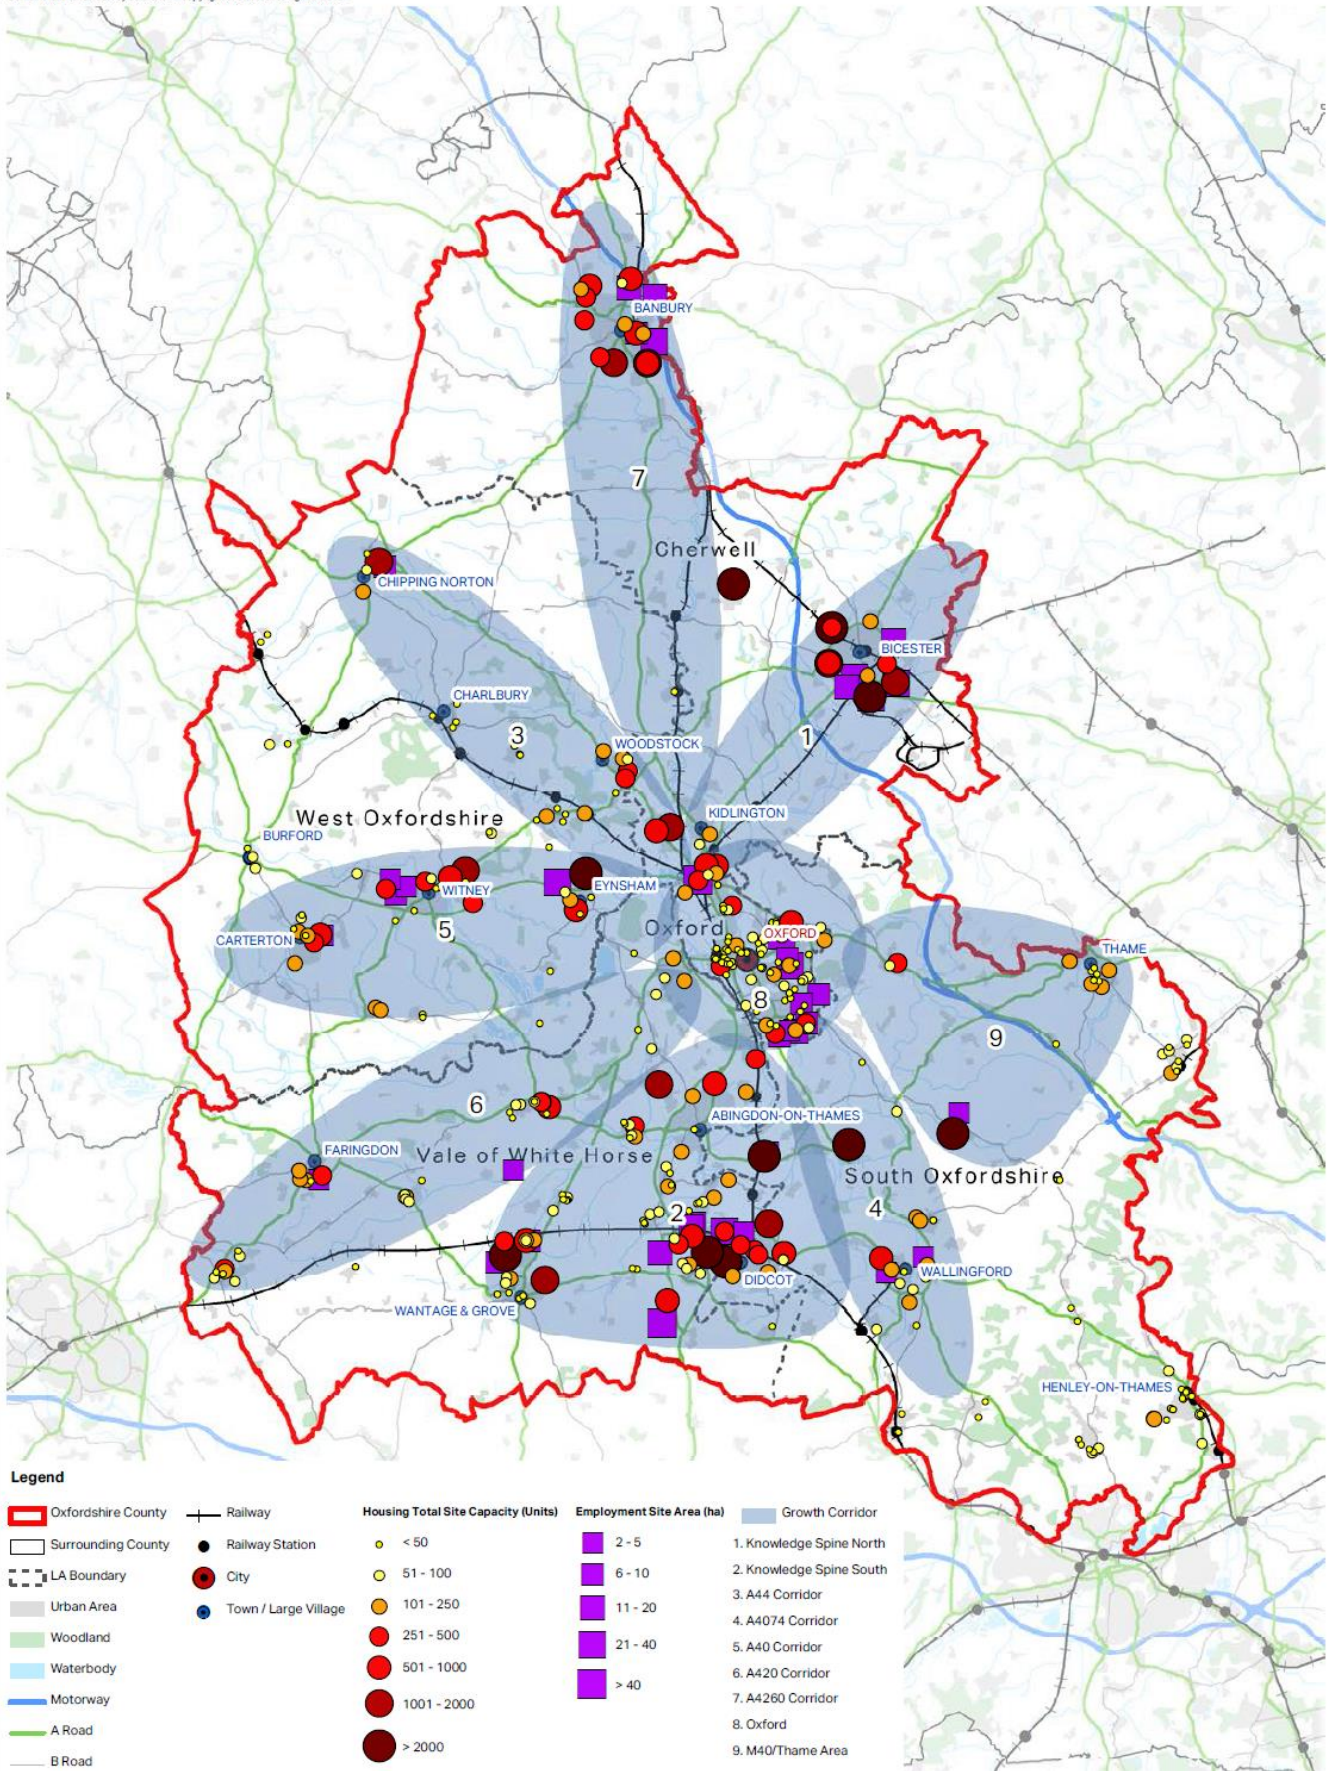 BANBURY
7
Cherwell
CHIPPING NORTON
BICESTER
CHARLBURY
3
WOODSTOCK
1
West Oxfordshire
KIDLINGTON
BURFORD
WITNEY
EYNSHAM
5
Oxford
OXFORD
CARTERTON
THAME
8
9
6
ABINGDON-ON-THAMES
FARINGDON
Vale of White Horse
South Oxfordshire
2
4
DIDCOT
WALLINGFORD
WANTAGE & GROVE
HENLEY-ON-THAMES
Legend
Oxfordshire County
Surrounding County
LA Boundary
Urban Area
Woodland
Waterbody
Motorway
A Road
B Road
Railway
Railway Station
City
Town / Large Village
Housing Total Site Capacity (Units)
< 50
51 - 100
101 - 250
251 - 500
501 - 1000
1001 - 2000
> 2000
Employment Site Area (ha)
2 - 5
6 - 10
11 - 20
21 - 40
> 40
Growth Corridor
1. Knowledge Spine North
2. Knowledge Spine South
3. A44 Corridor
4. A4074 Corridor
5. A40 Corridor
6. A420 Corridor
7. A4260 Corridor
8. Oxford
9. M40/Thame Area